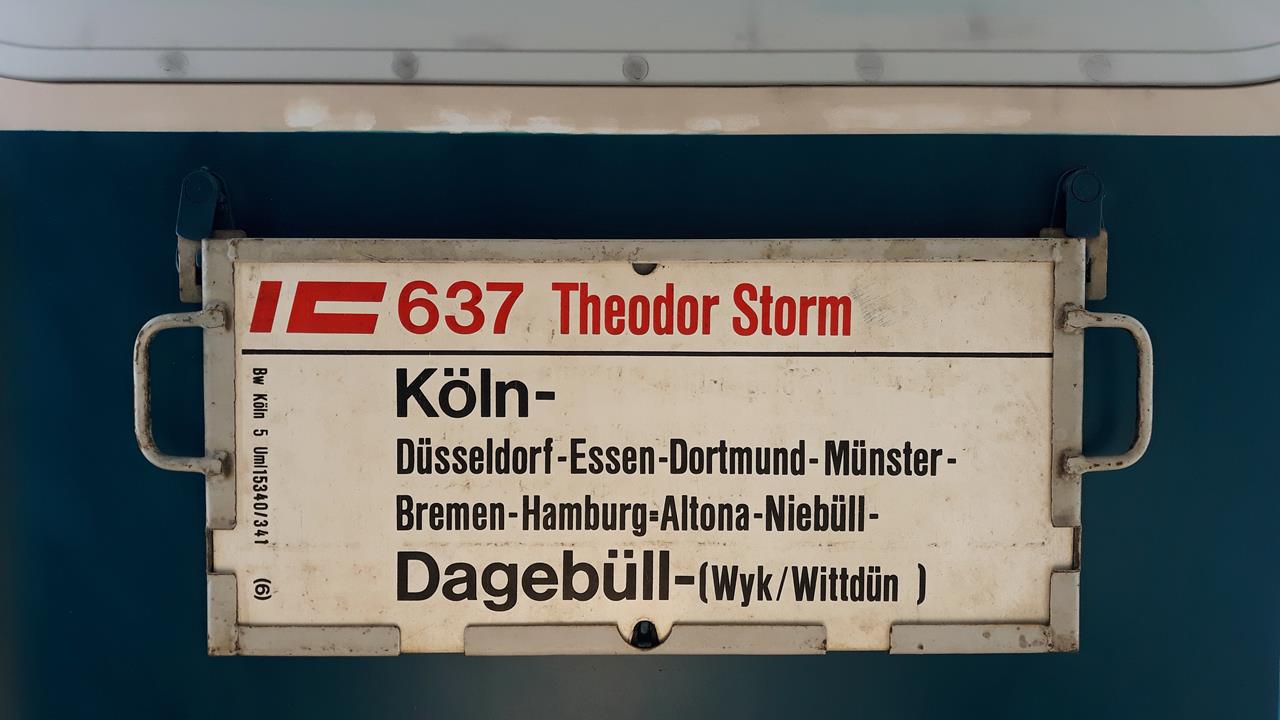 IC 637 Theodor Storm
Köln-
Düsseldorf-Essen-Dortmund-Münster-
Bremen-Hamburg=Altona-Niebüll-
Dagebüll-(Wyk/Wittdün )
Bw Köln 5 Uml15340/341 (6)